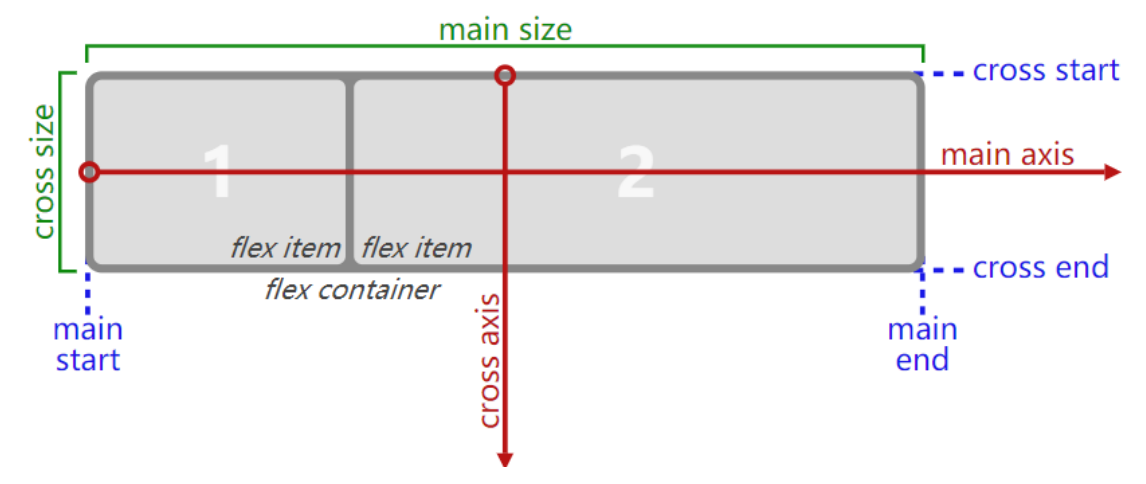 main size
cross start
cross size
1
2
main axis
flex item
flex item
cross end
flex container
cross axis
main
start
main
end